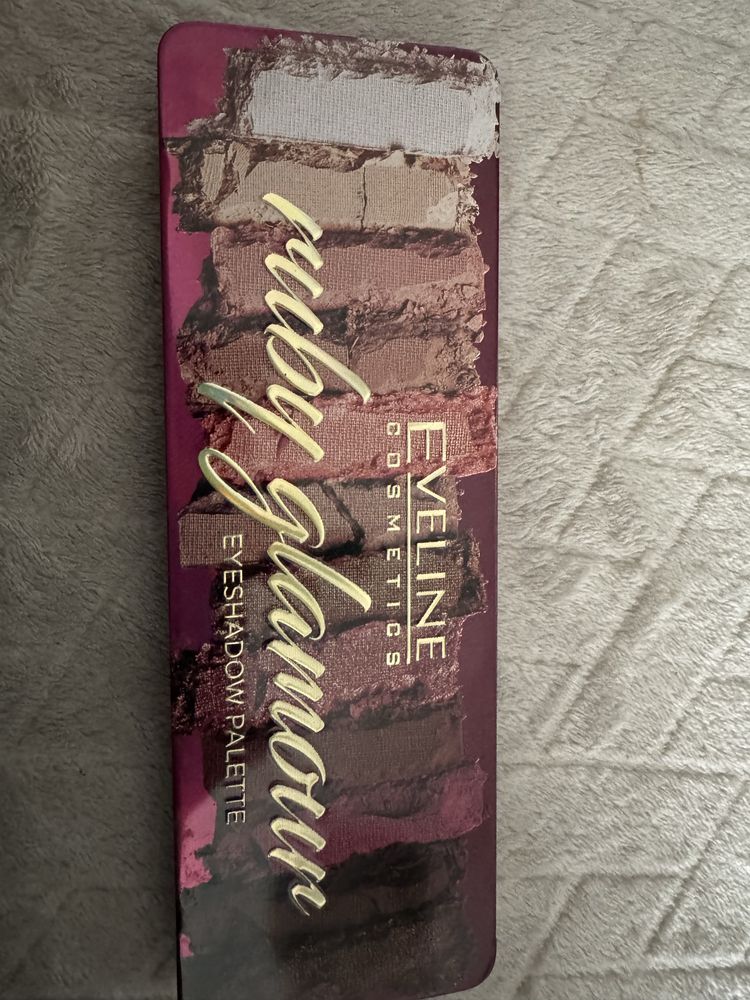 EVELINE
COSMETICS
ruby glamour
EYESHADOW PALETTE